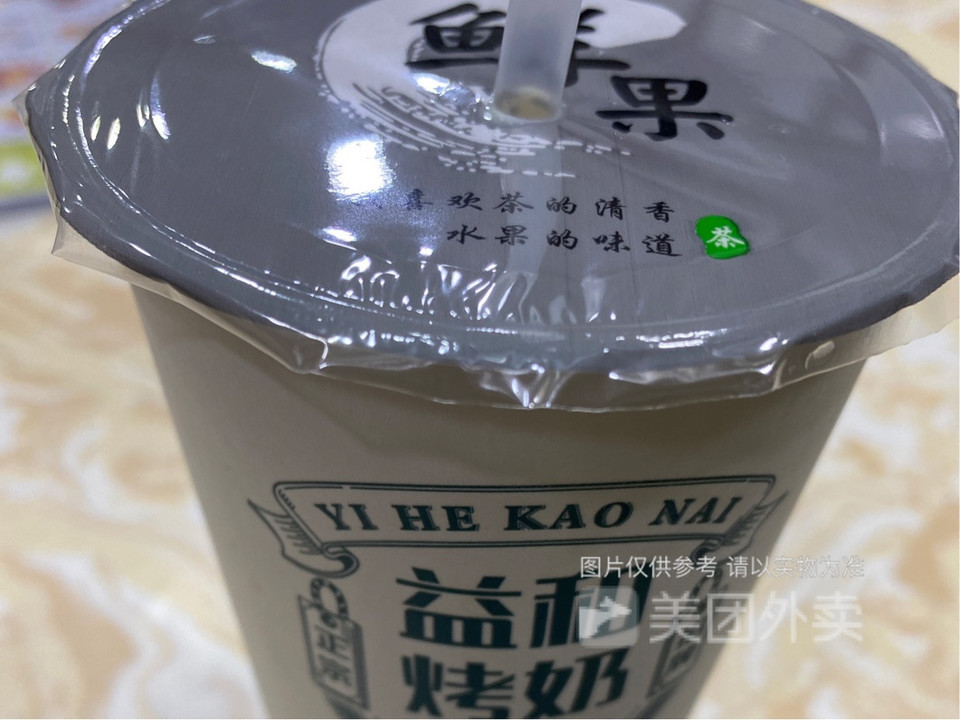 鲜果
喜欢茶的清香
水果的味道
茶
YI HE KAO NAI
益和
烤奶
图片仅供参考 请以实物为准
美团外卖
正宗